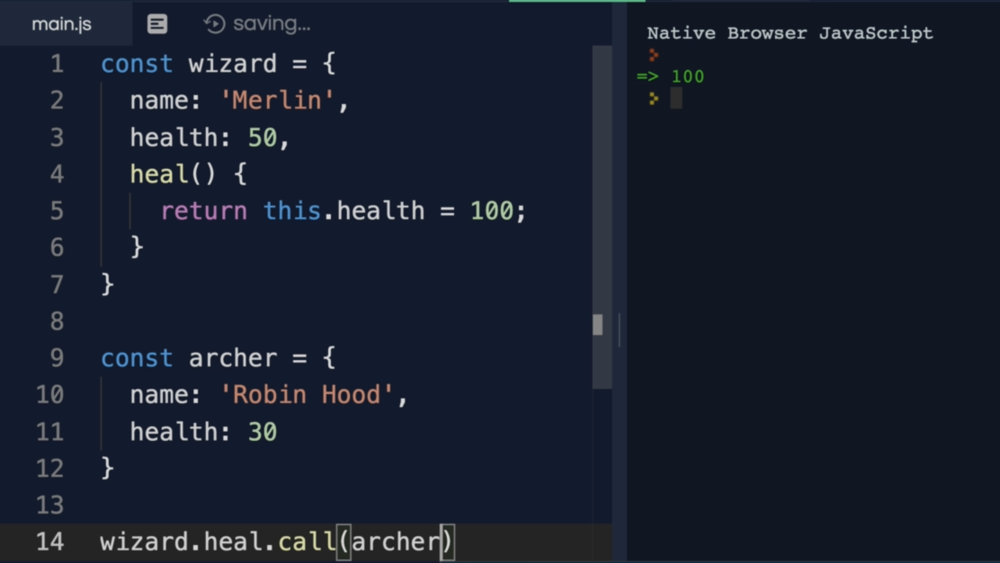 main.js saving...
1 const wizard = {
2   name: 'Merlin',
3   health: 50,
4   heal() {
5     return this.health = 100;
6   }
7 }
8
9 const archer = {
10   name: 'Robin Hood',
11   health: 30
12 }
13
14 wizard.heal.call(archer)
Native Browser JavaScript
=> 100